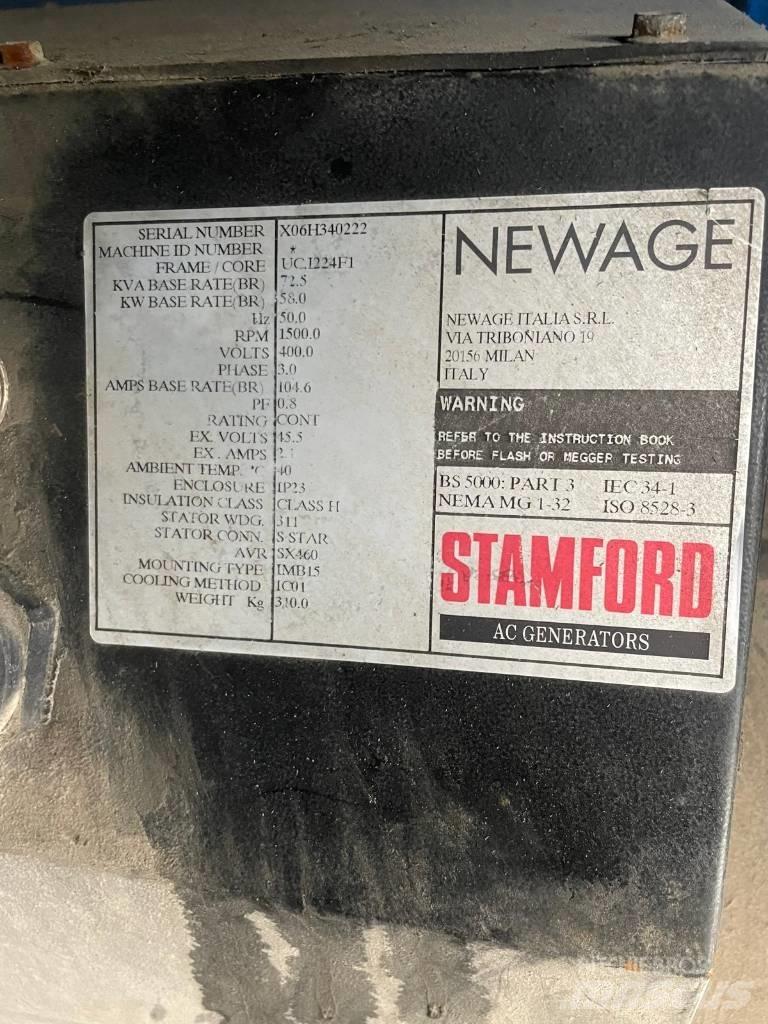 SERIAL NUMBER X06H340222
MACHINE ID NUMBER *
FRAME / CORE UCI224F1
KVA BASE RATE(BR) 72.5
KW BASE RATE(BR) 58.0
Hz 50.0
RPM 1500.0
VOLTS 400.0
PHASE 3.0
AMPS BASE RATE(BR) 104.6
PF 0.8
RATING CONT
EX. VOLTS 45.5
EX. AMPS
AMBIENT TEMP. °C 40
ENCLOSURE IP23
INSULATION CLASS CLASS H
STATOR WDG. 311
STATOR CONN. S STAR
AVR SX460
MOUNTING TYPE IMB15
COOLING METHOD IC01
WEIGHT Kg
NEWAGE
NEWAGE ITALIA S.R.L.
VIA TRIBONIANO 19
20156 MILAN
ITALY
WARNING
REFER TO THE INSTRUCTION BOOK
BEFORE FLASH OR MEGGER TESTING
BS 5000: PART 3 IEC 34-1
NEMA MG 1-32 ISO 8528-3
STAMFORD
AC GENERATORS